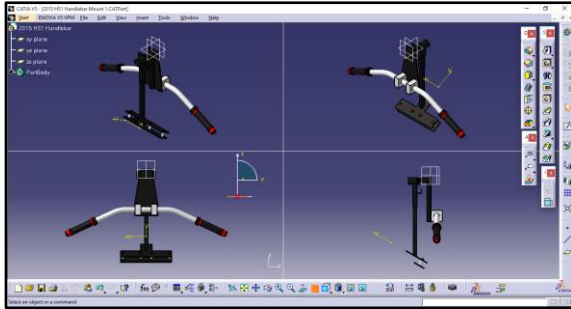 CATIA V5 - [2015 HS1 Handlebar Mount 1.CATPart]
Start ENOVIA V5 VPM File Edit View Insert Tools Window Help
2015 HS1 Handlebar
xy plane
yz plane
zx plane
PartBody
Select an object or a command